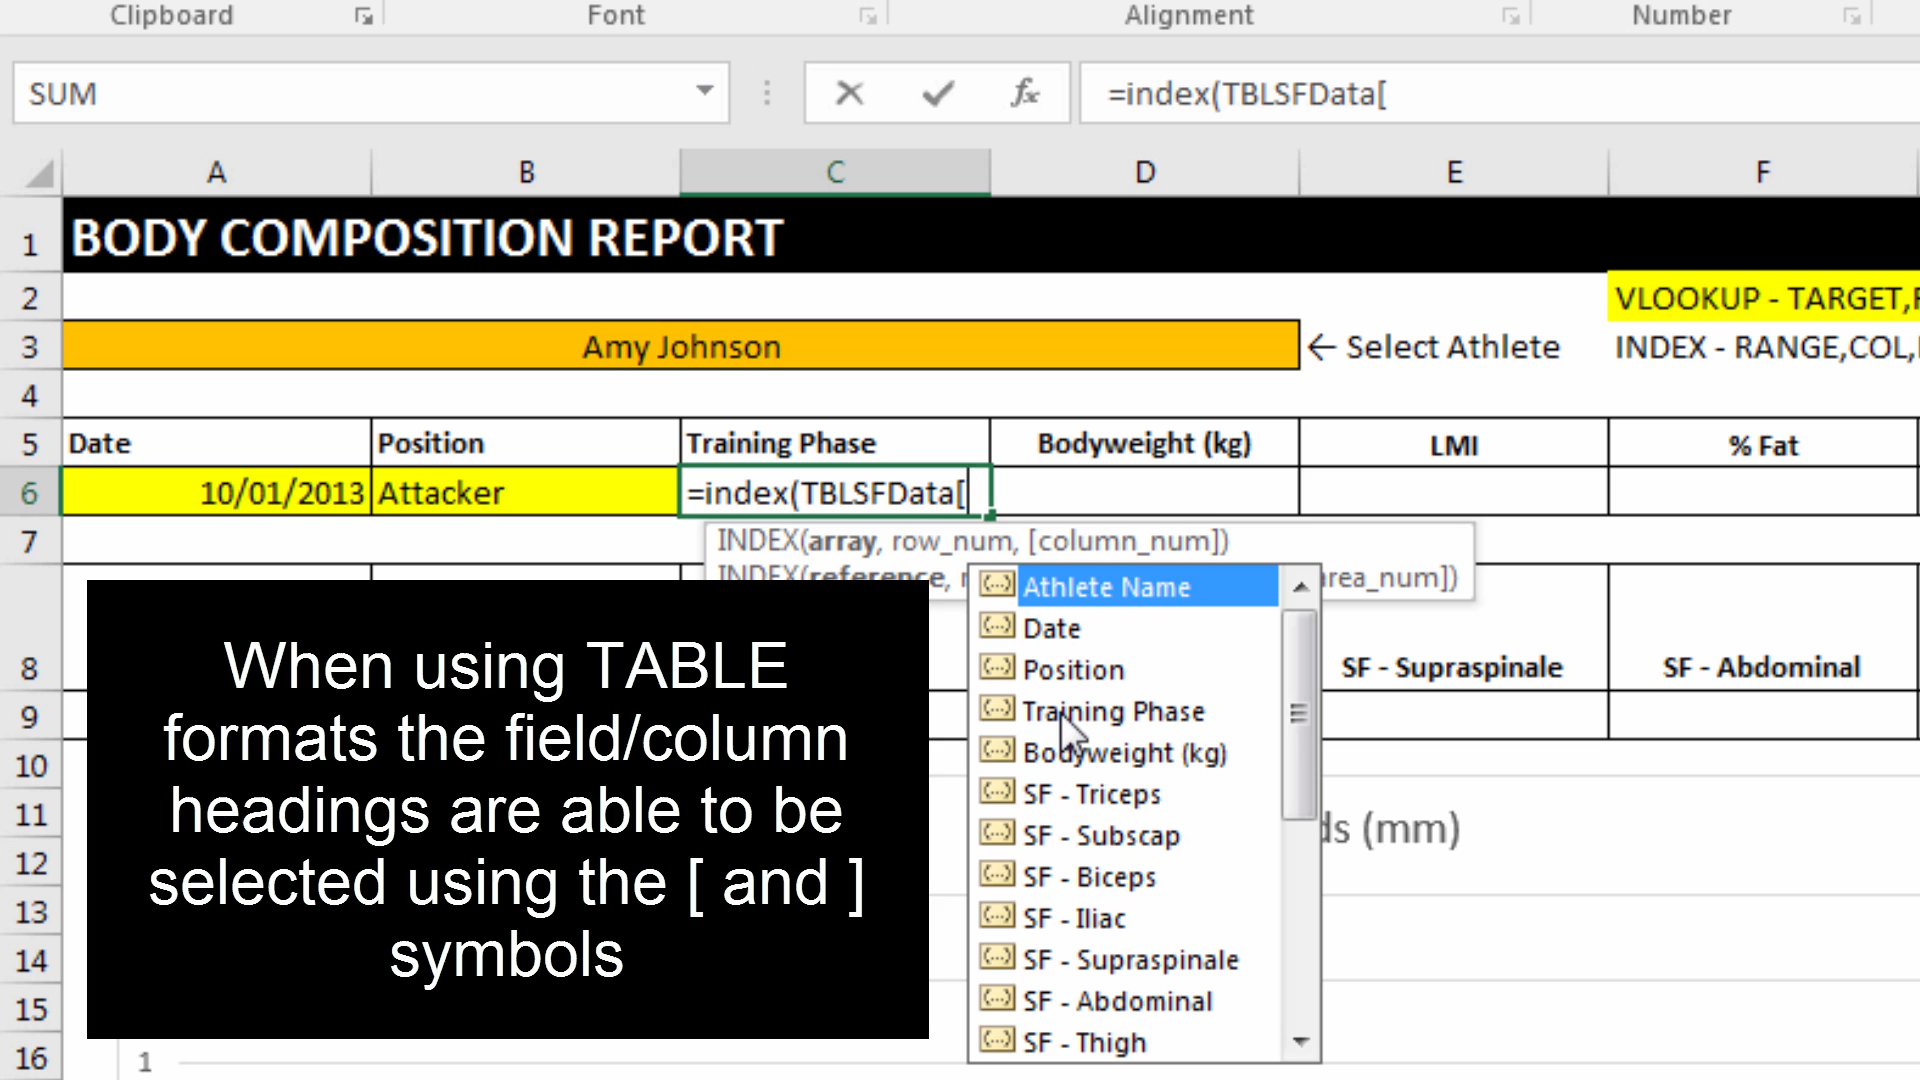 Clipboard Font Alignment Number
SUM =index(TBLSFData[
A B C D E F
1 BODY COMPOSITION REPORT
2 VLOOKUP - TARGET,
3 Amy Johnson ← Select Athlete INDEX - RANGE,COL,
4
5 Date Position Training Phase Bodyweight (kg) LMI % Fat
6 10/01/2013 Attacker =index(TBLSFData[
7 INDEX(array, row_num, [column_num])
INDEX(reference, area_num])
Athlete Name
Date
Position
Training Phase
Bodyweight (kg)
SF - Triceps
SF - Subscap
SF - Biceps
SF - Iliac
SF - Supraspinale
SF - Abdominal
SF - Thigh
8 SF - Supraspinale SF - Abdominal
9
10
11 (mm)
12
13
14
15
16 1
When using TABLE
formats the field/column
headings are able to be
selected using the [ and ]
symbols